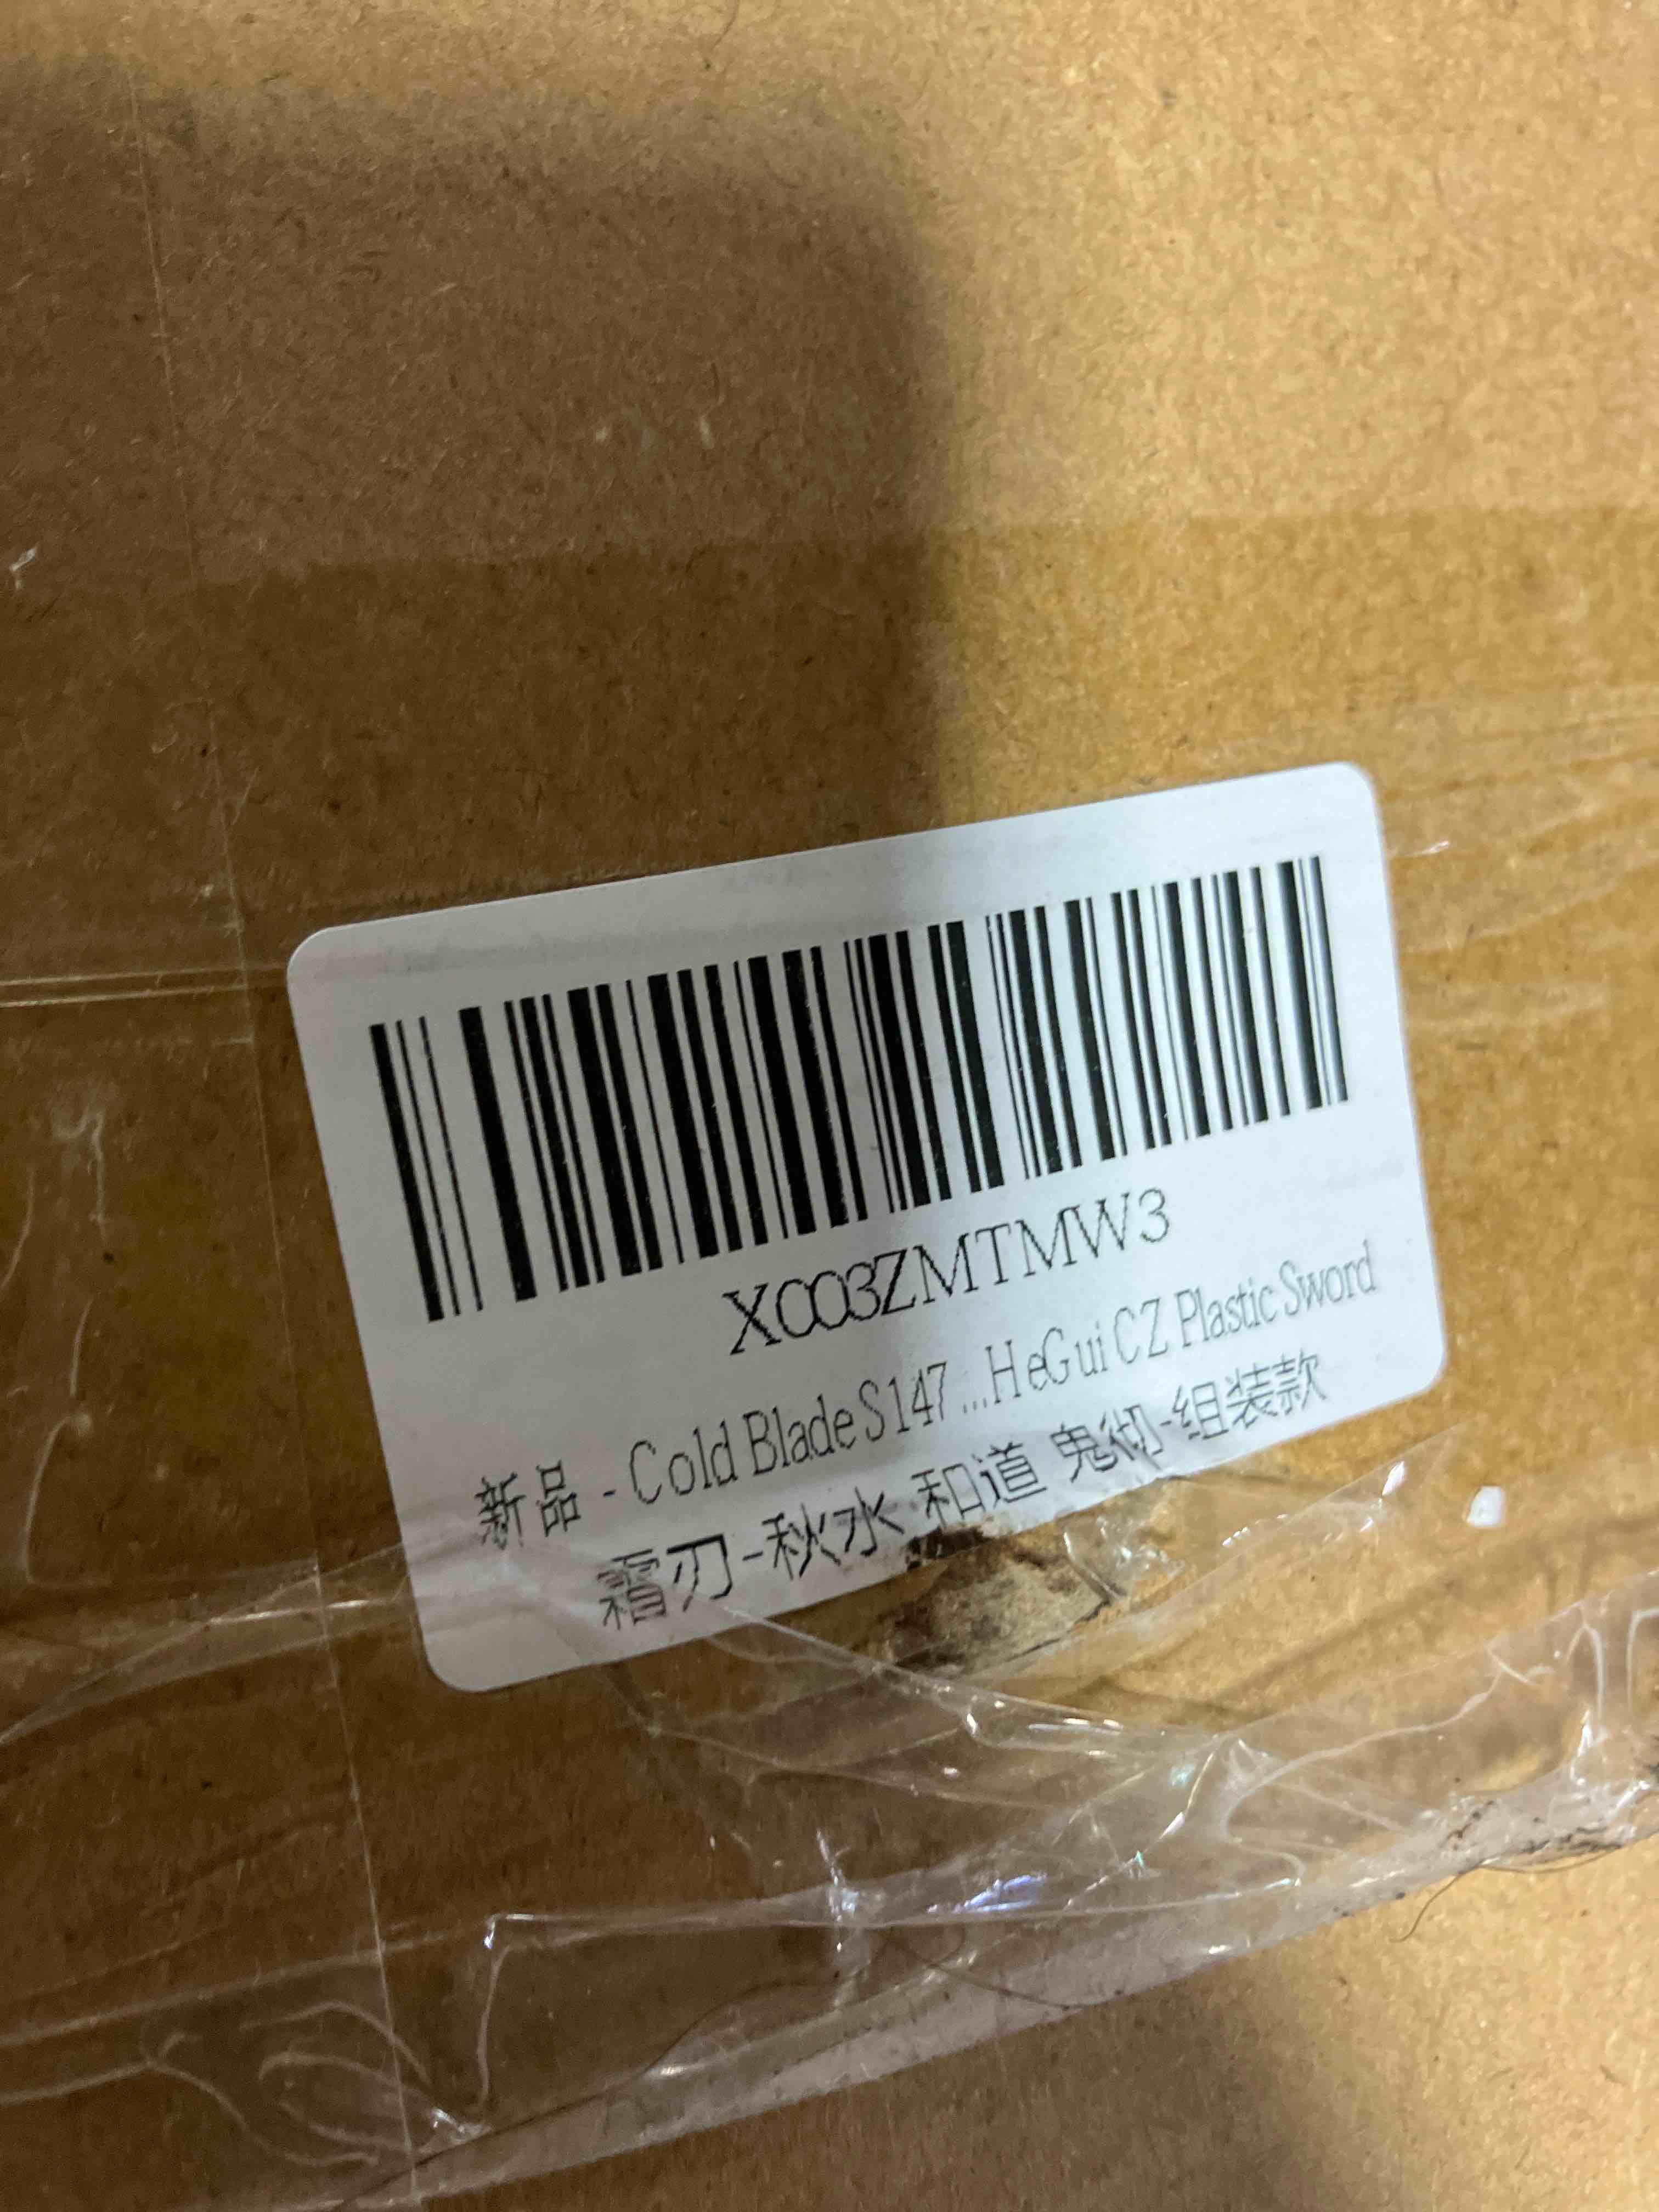 X003ZMTMW3
新品 - Cold Blade S147 ...HeGui CZ Plastic Sword
霜刃-秋水 和道 鬼彻-组装款